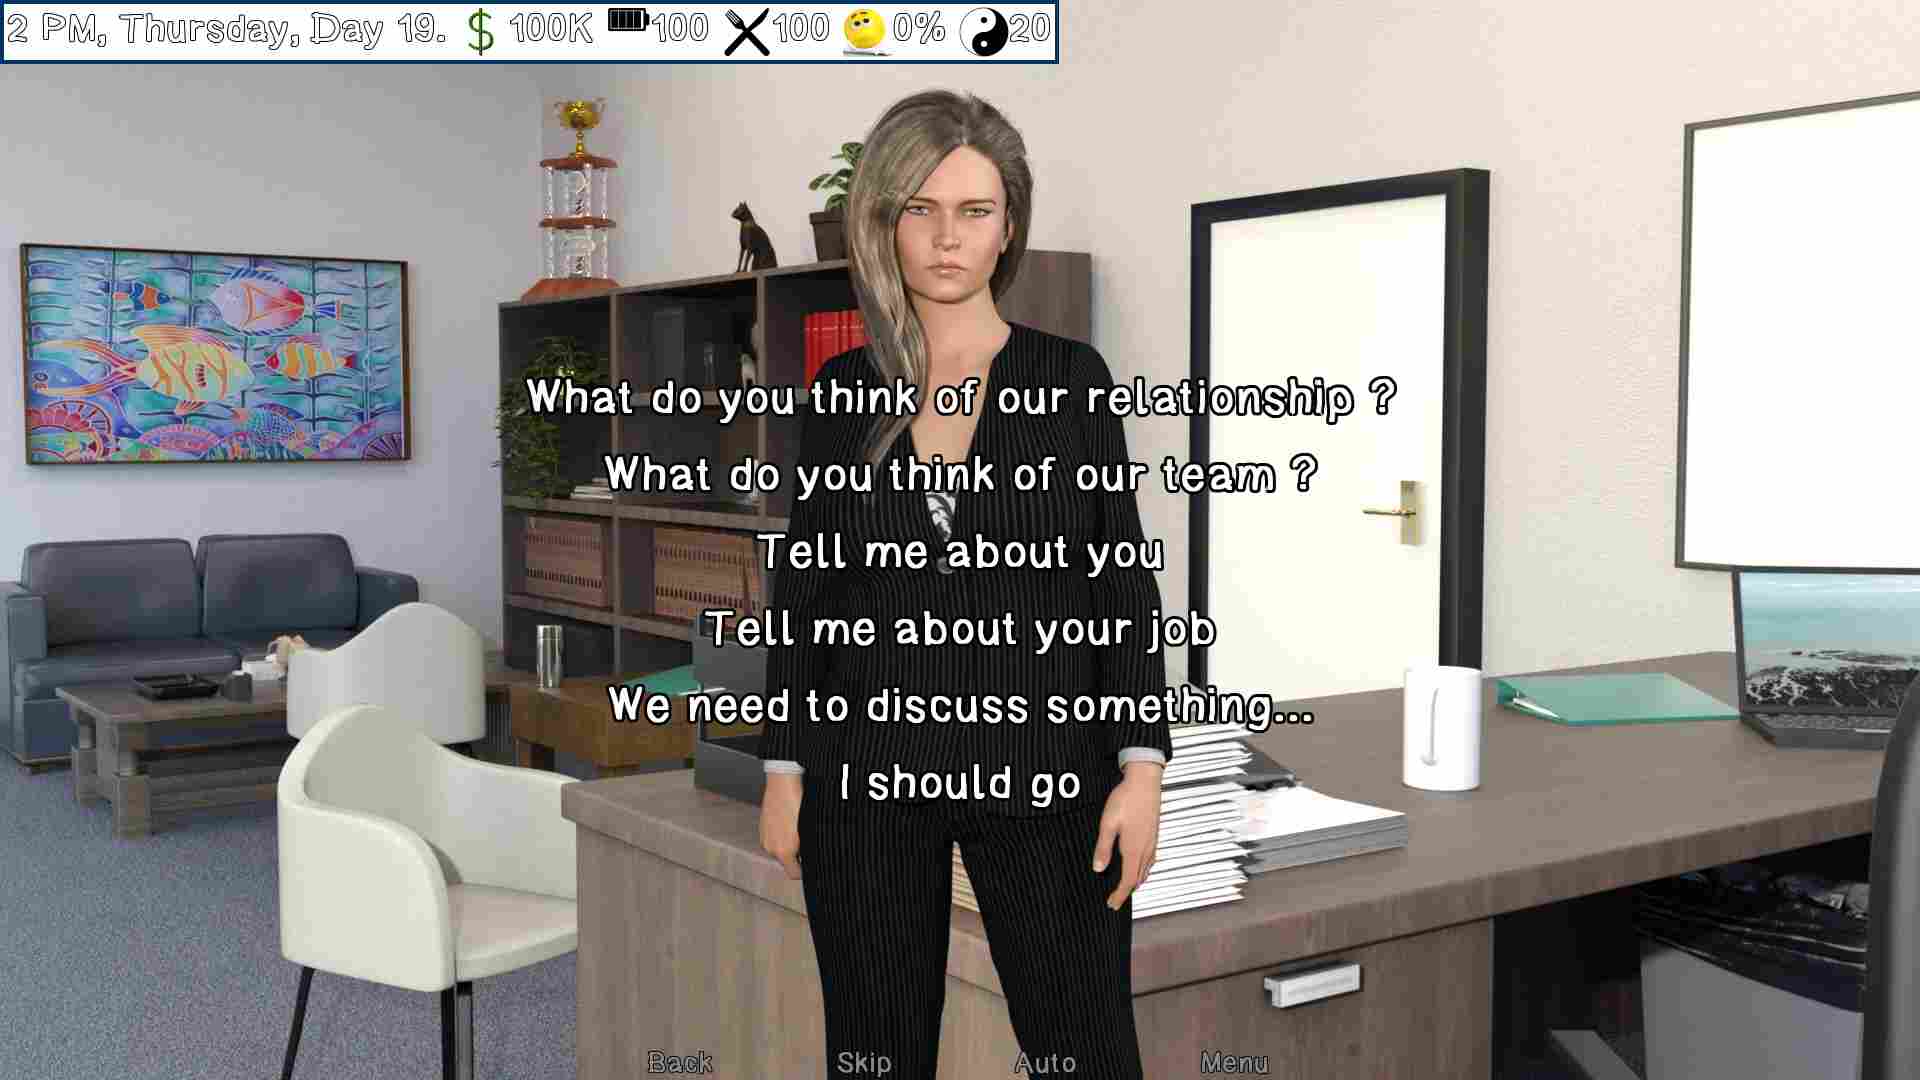 2 PM, Thursday, Day 19. $ 100K 100 100 0% 20
What do you think of our relationship ?
What do you think of our team ?
Tell me about you
Tell me about your job
We need to discuss something...
I should go
Back Skip Auto Menu